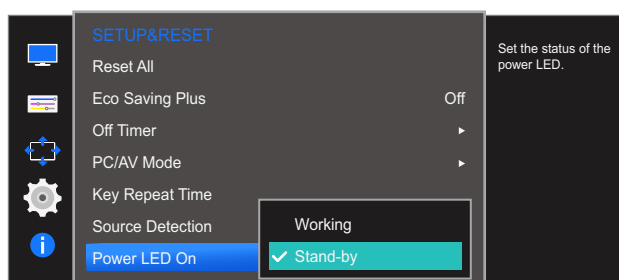 SETUP&RESET
Reset All
Eco Saving Plus Off
Off Timer
PC/AV Mode
Key Repeat Time
Source Detection
Power LED On
Working
Stand-by
Set the status of the
power LED.